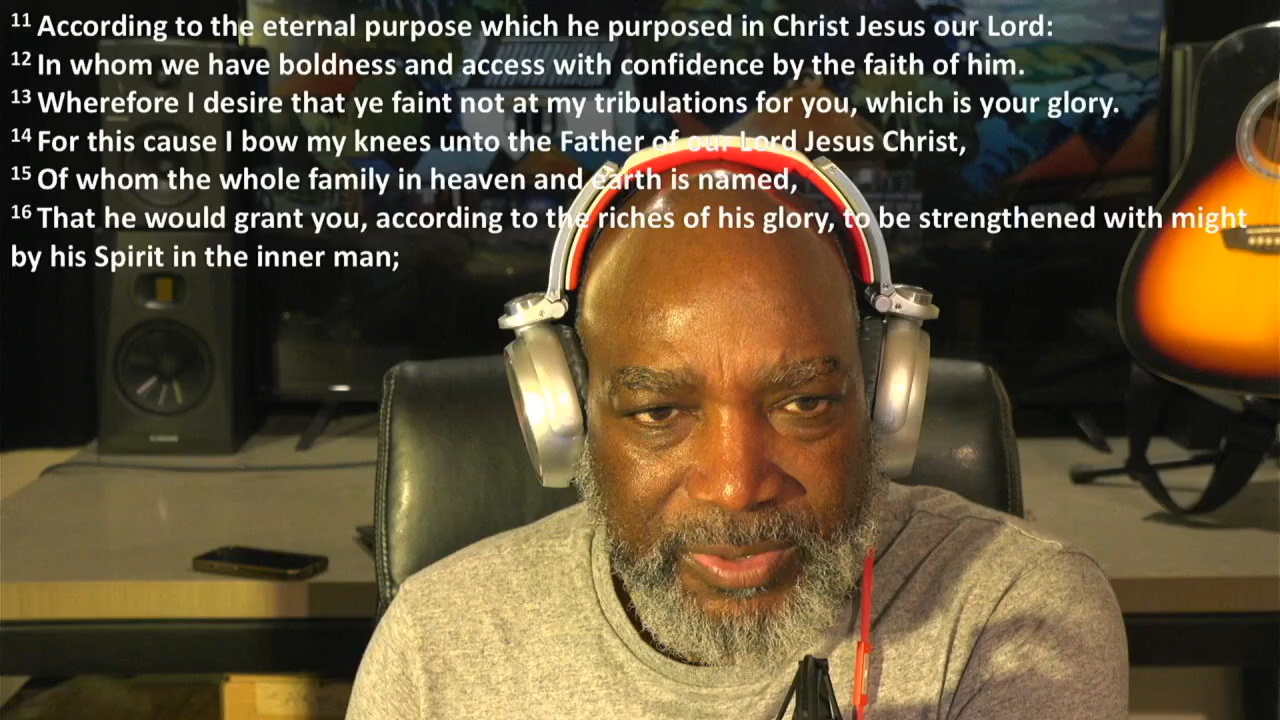 11 According to the eternal purpose which he purposed in Christ Jesus our Lord:
12 In whom we have boldness and access with confidence by the faith of him.
13 Wherefore I desire that ye faint not at my tribulations for you, which is your glory.
14 For this cause I bow my knees unto the Father of our Lord Jesus Christ,
15 Of whom the whole family in heaven and earth is named,
16 That he would grant you, according to the riches of his glory, to be strengthened with might
by his Spirit in the inner man;